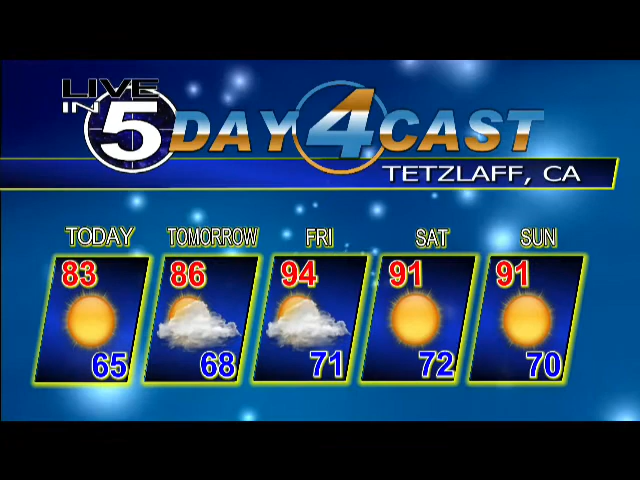 LIVE
IN 5 DAY 4CAST
TETZLAFF, CA
TODAY TOMORROW FRI SAT SUN
83 86 94 91 91
65 68 71 72 70